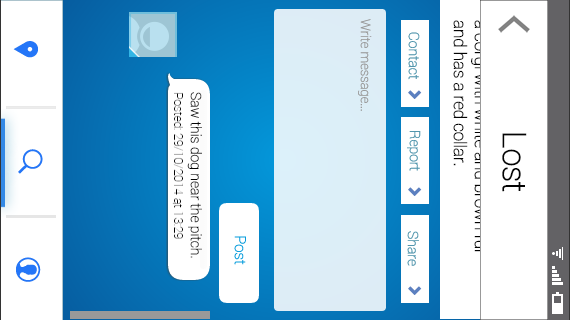 Lost
a corgi with white and brown fur
and has a red collar.
Contact
Report
Share
Write message...
Post
Saw this dog near the pitch.
Posted: 29/10/2014 at 13:29